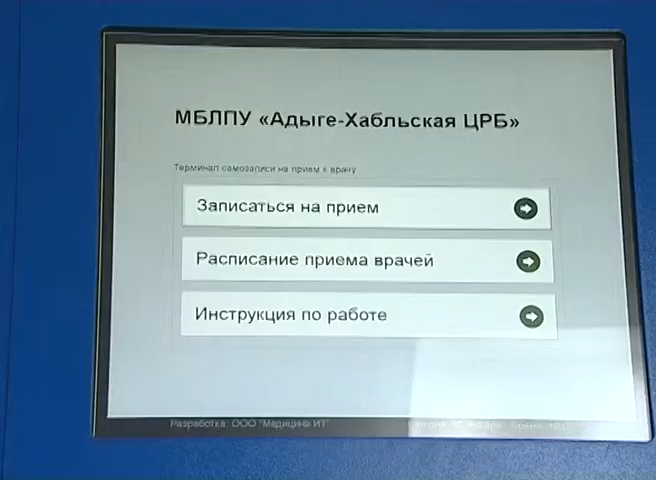 МБЛПУ «Адыге-Хабльская ЦРБ»
Терминал самозаписи на прием к врачу
Записаться на прием
Расписание приема врачей
Инструкция по работе
Разработка: ООО "Медицина ИТ"